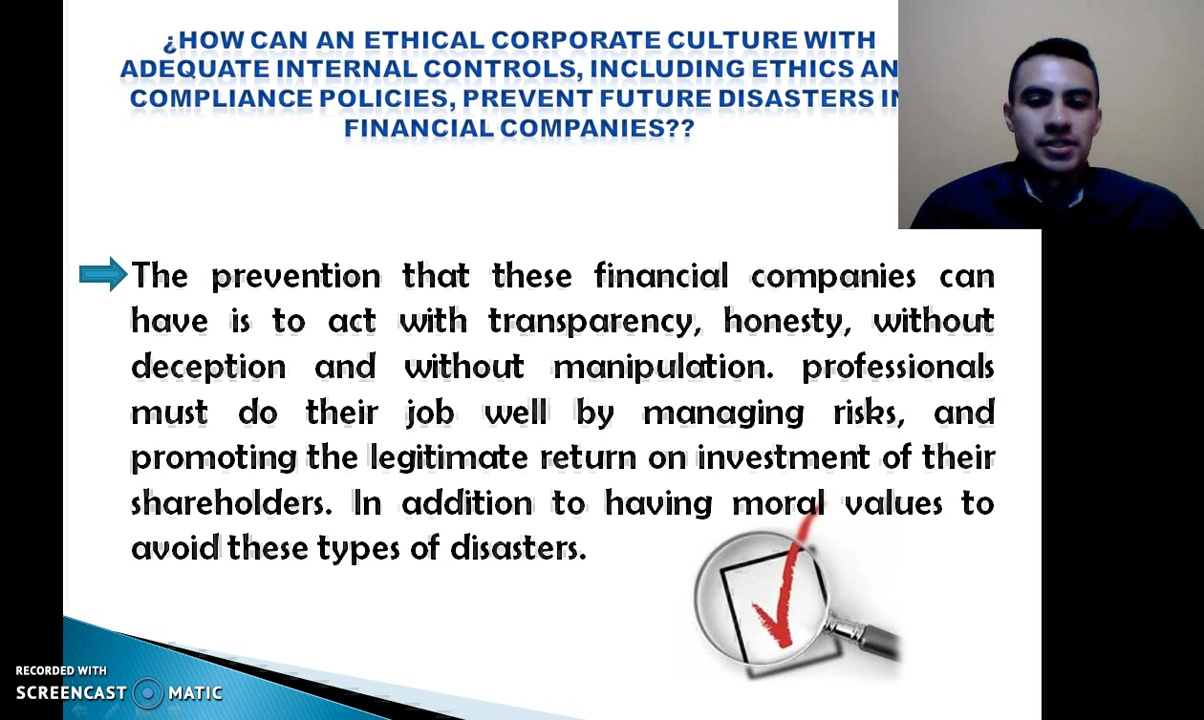 ¿HOW CAN AN ETHICAL CORPORATE CULTURE WITH
ADEQUATE INTERNAL CONTROLS, INCLUDING ETHICS AN
COMPLIANCE POLICIES, PREVENT FUTURE DISASTERS IN
FINANCIAL COMPANIES??
The prevention that these financial companies can
have is to act with transparency, honesty, without
deception and without manipulation. professionals
must do their job well by managing risks, and
promoting the legitimate return on investment of their
shareholders. In addition to having moral values to
avoid these types of disasters.
RECORDED WITH
SCREENCAST MATIC